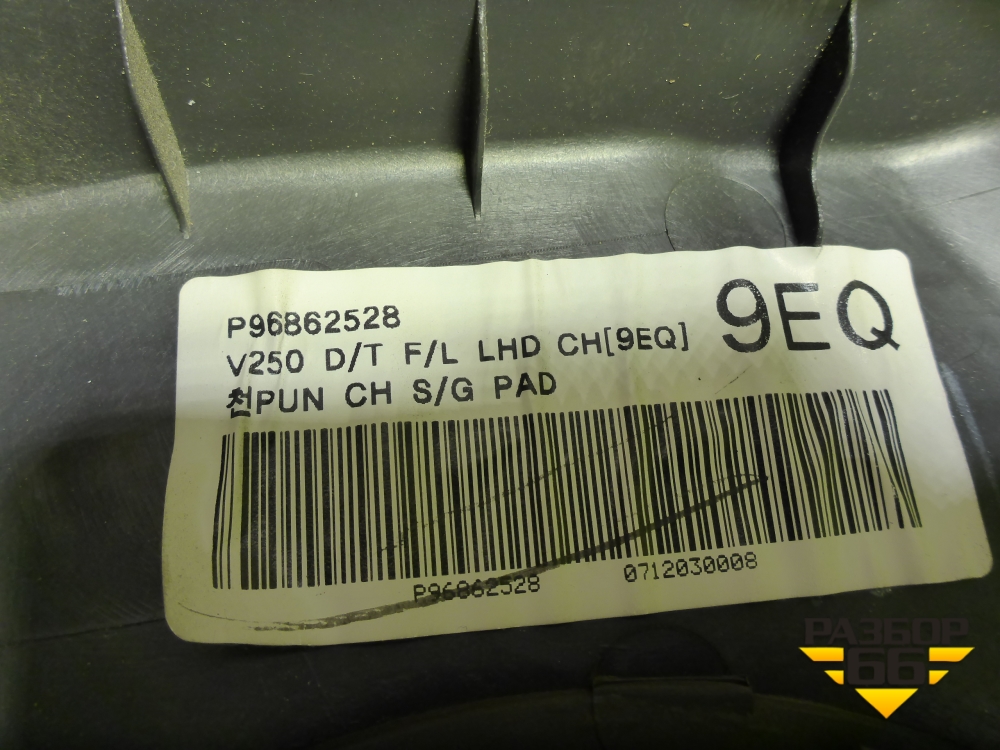 P96862528
V250 D/T F/L LHD CH[9EQ]
9EQ
천PUN CH S/G PAD
P96862528
0712030008
РАЗБОР
66